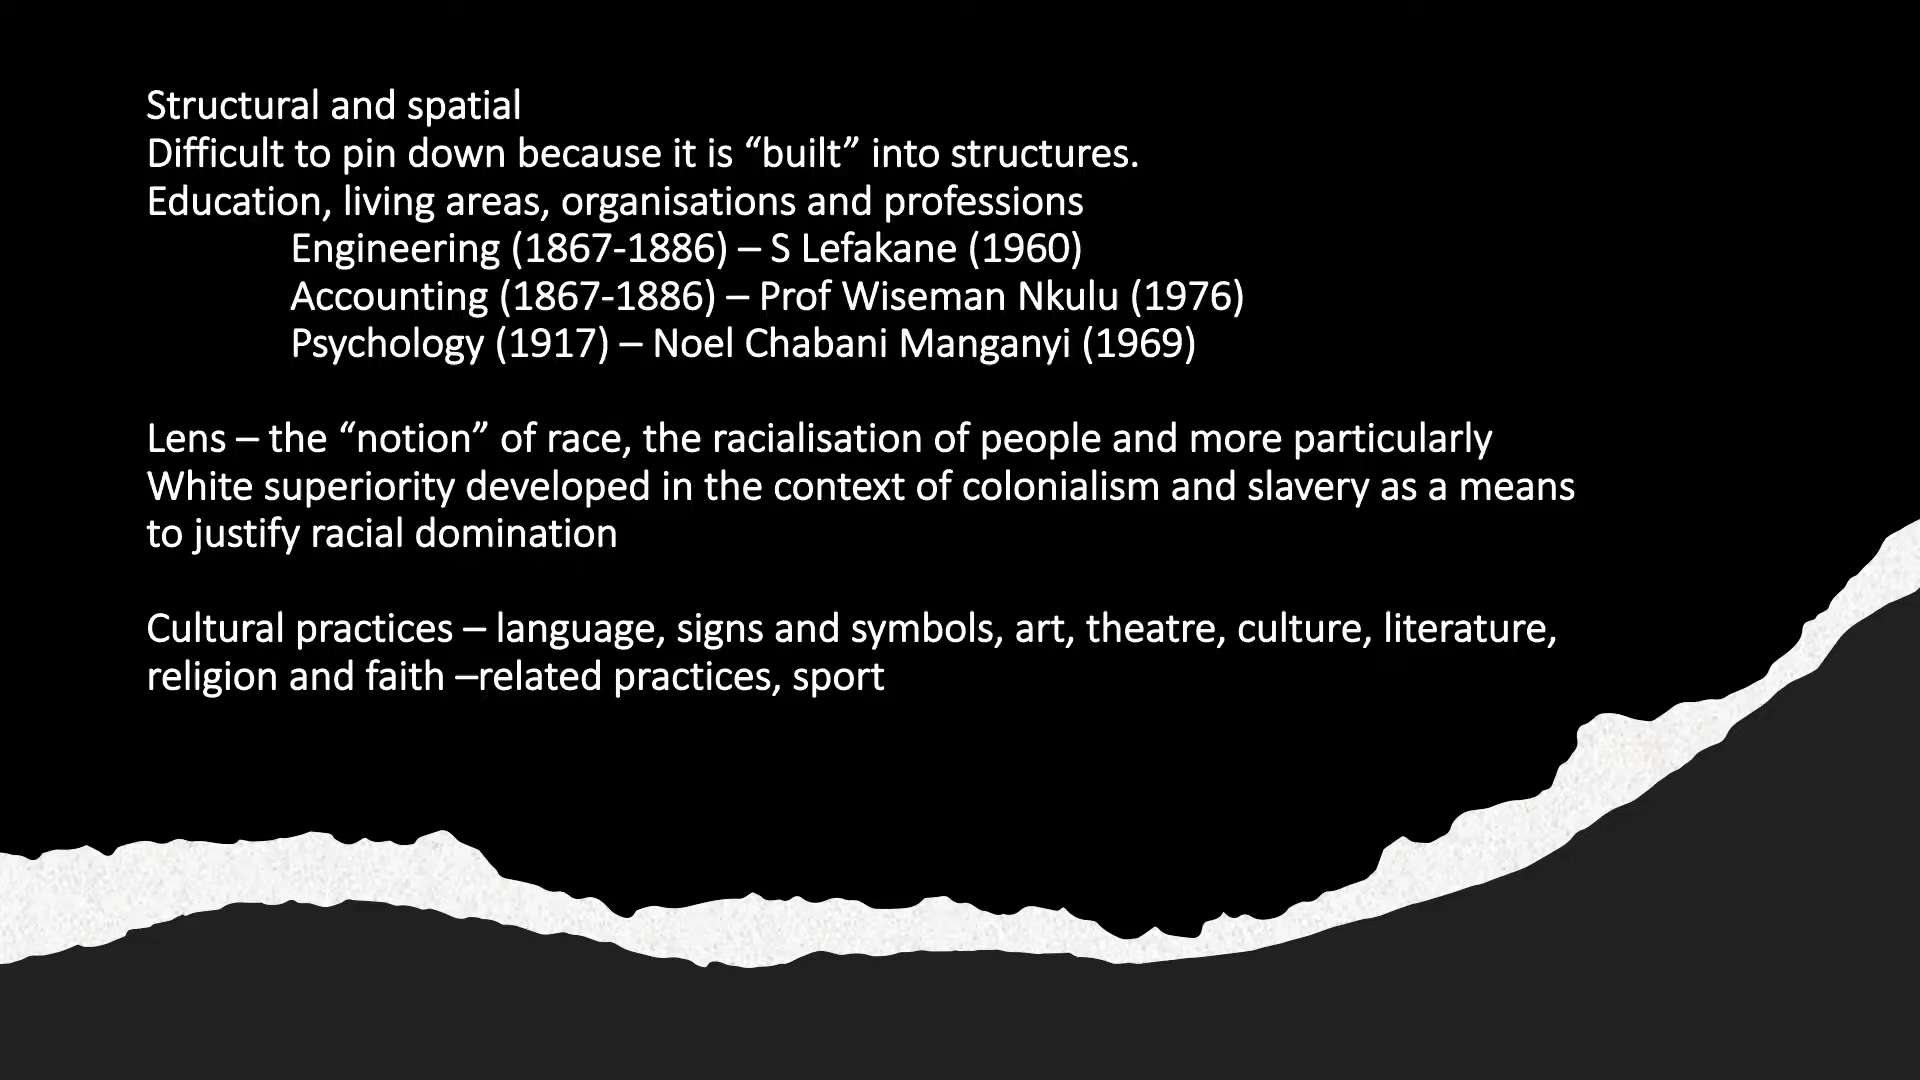 Structural and spatial
Difficult to pin down because it is “built” into structures.
Education, living areas, organisations and professions
Engineering (1867-1886) – S Lefakane (1960)
Accounting (1867-1886) – Prof Wiseman Nkulu (1976)
Psychology (1917) – Noel Chabani Manganyi (1969)
Lens – the “notion” of race, the racialisation of people and more particularly
White superiority developed in the context of colonialism and slavery as a means
to justify racial domination
Cultural practices – language, signs and symbols, art, theatre, culture, literature,
religion and faith –related practices, sport